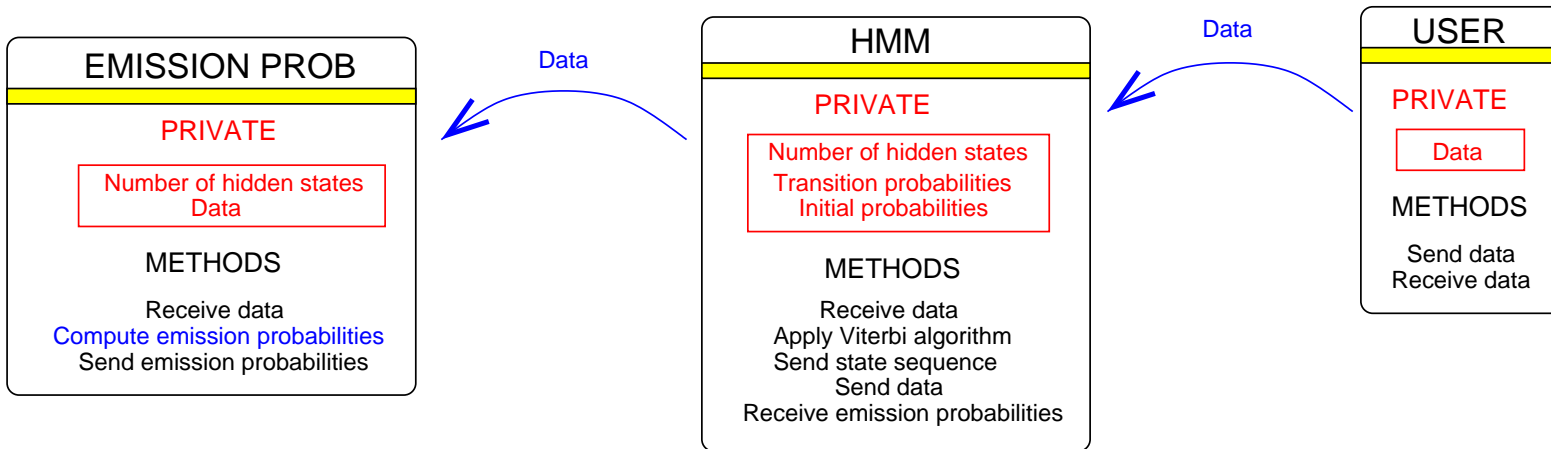 EMISSION PROB
PRIVATE
Number of hidden states
Data
METHODS
Receive data
Compute emission probabilities
Send emission probabilities
Data
HMM
PRIVATE
Number of hidden states
Transition probabilities
Initial probabilities
METHODS
Receive data
Apply Viterbi algorithm
Send state sequence
Send data
Receive emission probabilities
Data
USER
PRIVATE
Data
METHODS
Send data
Receive data